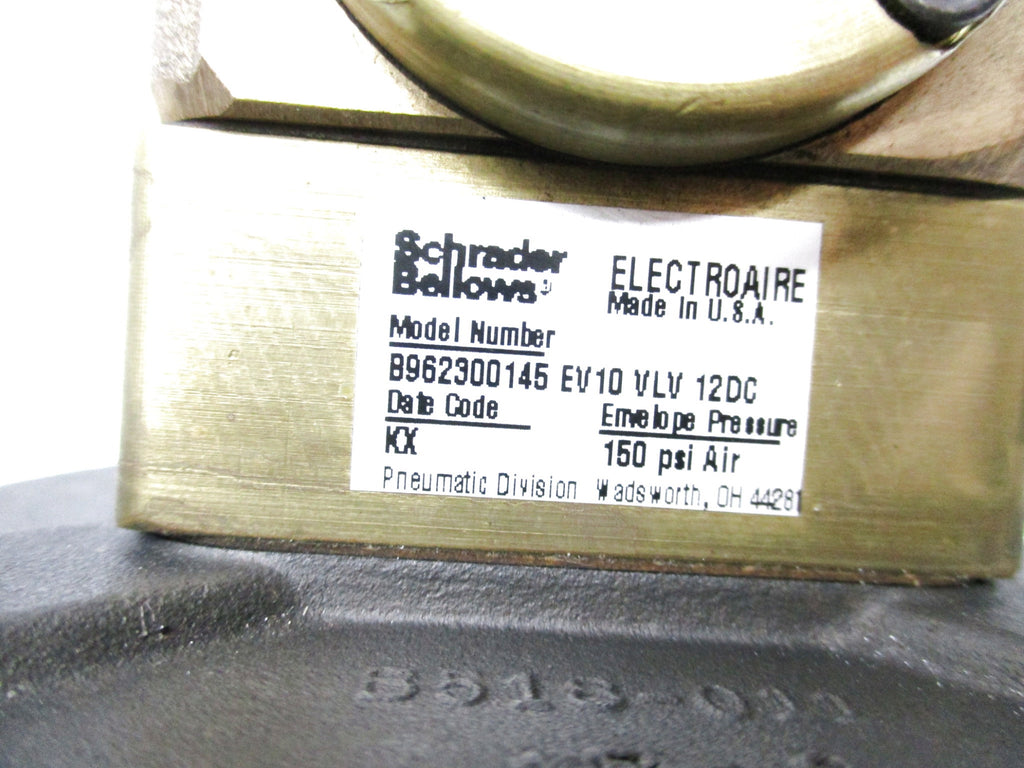 Schrader
Bellows®
ELECTROAIRE
Made In U.S.A.
Model Number
B962300145 EV10 VLV 12DC
Date Code
KX
Envelope Pressure
150 psi Air
Pneumatic Division Wadsworth, OH 44281